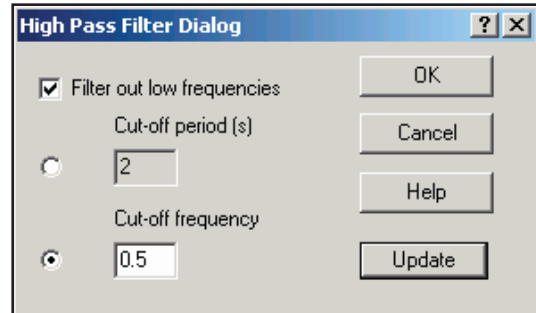 High Pass Filter Dialog
Filter out low frequencies
OK
Cut-off period (s)
Cancel
2
Help
Cut-off frequency
0.5
Update